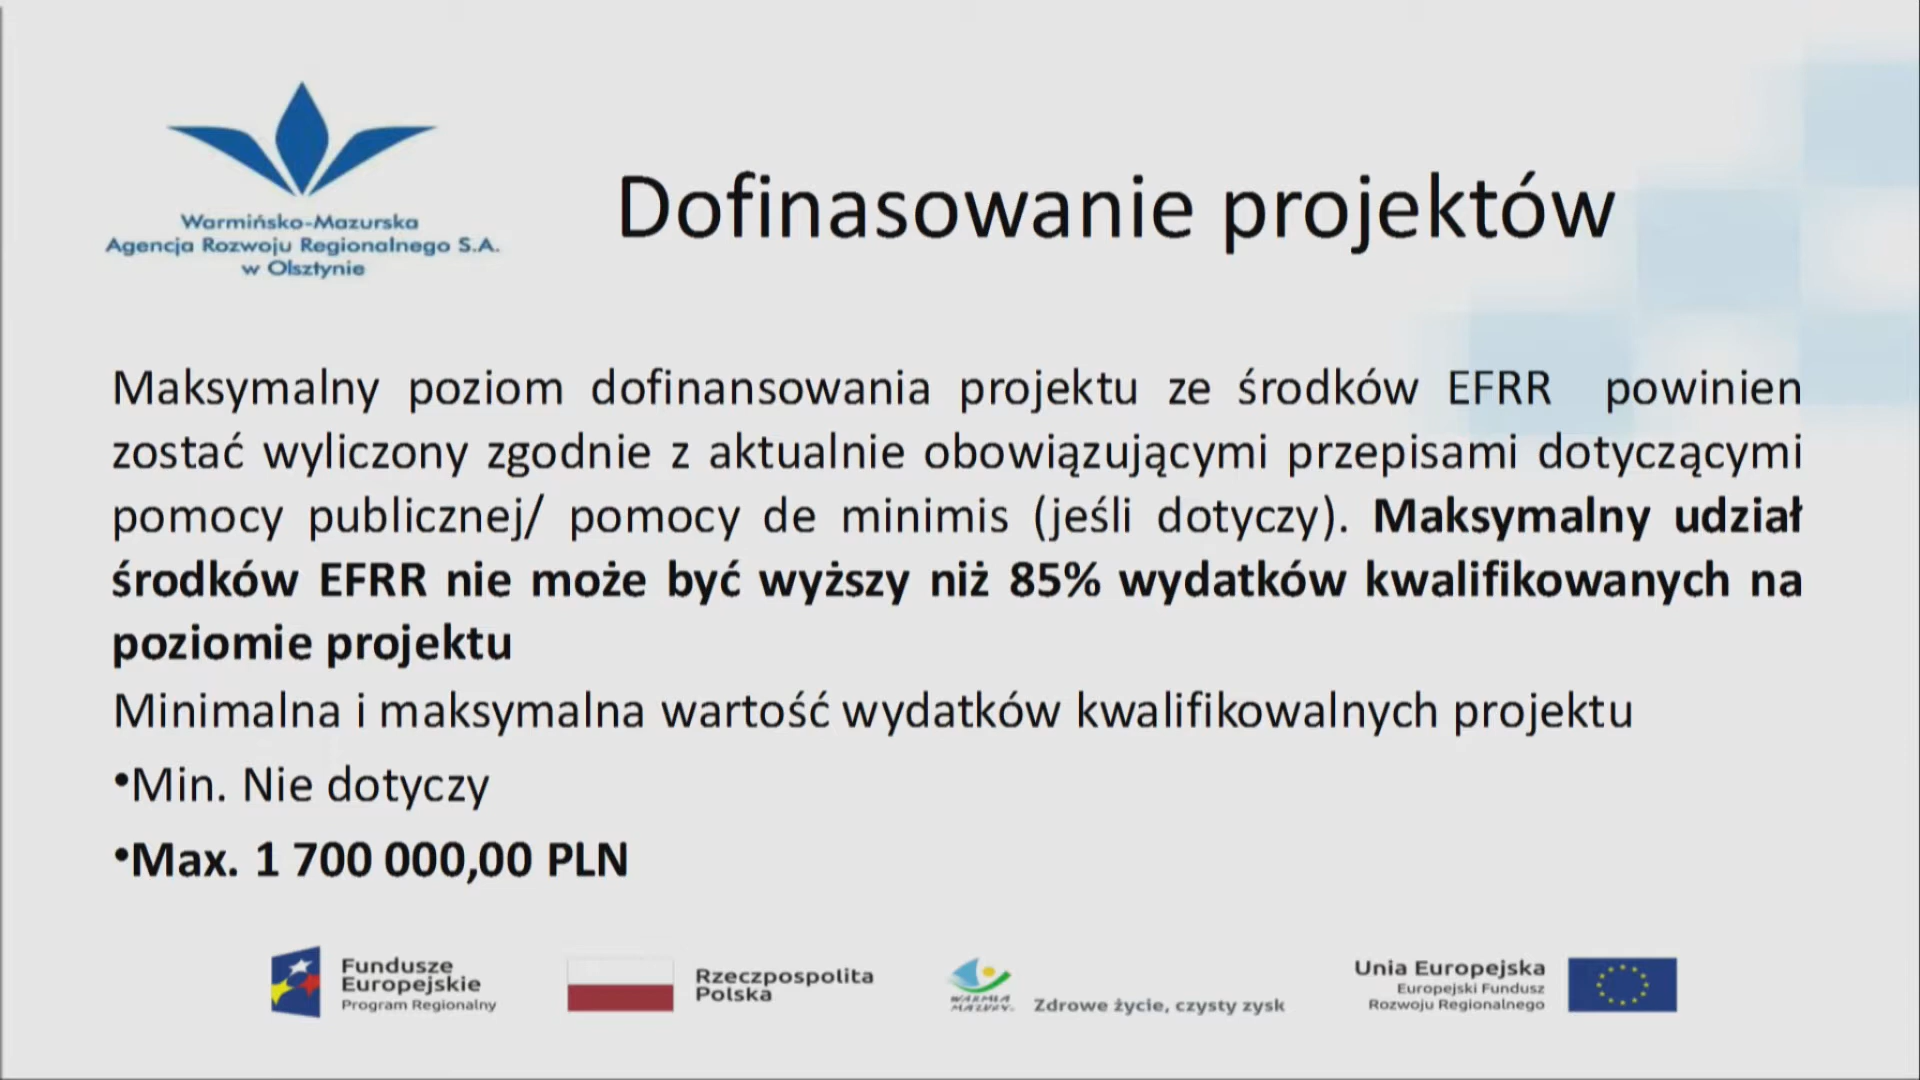 Warmińsko-Mazurska
Agencja Rozwoju Regionalnego S.A.
w Olsztynie
Dofinasowanie projektów
Maksymalny poziom dofinansowania projektu ze środków EFRR powinien
zostać wyliczony zgodnie z aktualnie obowiązującymi przepisami dotyczącymi
pomocy publicznej/ pomocy de minimis (jeśli dotyczy). Maksymalny udział
środków EFRR nie może być wyższy niż 85% wydatków kwalifikowanych na
poziomie projektu
Minimalna i maksymalna wartość wydatków kwalifikowalnych projektu
•Min. Nie dotyczy
•Max. 1 700 000,00 PLN
Fundusze
Europejskie
Program Regionalny
Rzeczpospolita
Polska
WARMIA
MAZURY
Zdrowe życie, czysty zysk
Unia Europejska
Europejski Fundusz
Rozwoju Regionalnego